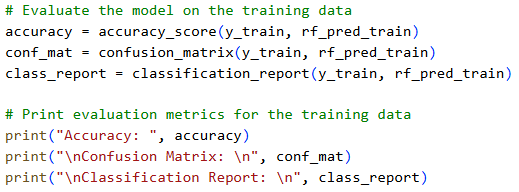 # Evaluate the model on the training data
accuracy = accuracy_score(y_train, rf_pred_train)
conf_mat = confusion_matrix(y_train, rf_pred_train)
class_report = classification_report(y_train, rf_pred_train)

# Print evaluation metrics for the training data
print("Accuracy: ", accuracy)
print("\nConfusion Matrix: \n", conf_mat)
print("\nClassification Report: \n", class_report)